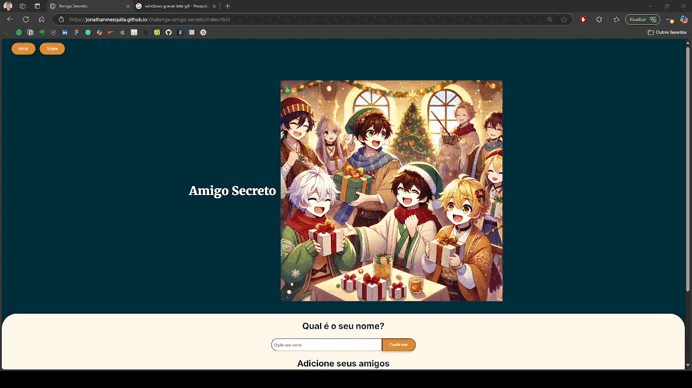 Amigo Secreto
windows gravar tela gif - Pesqui
https://jonathanmesquita.github.io/challenge-amigo-secreto/index.html
Atualizar
Outros favoritos
Início
Sobre
Amigo Secreto
Qual é o seu nome?
Digite seu nome
Confirmar
Adicione seus amigos